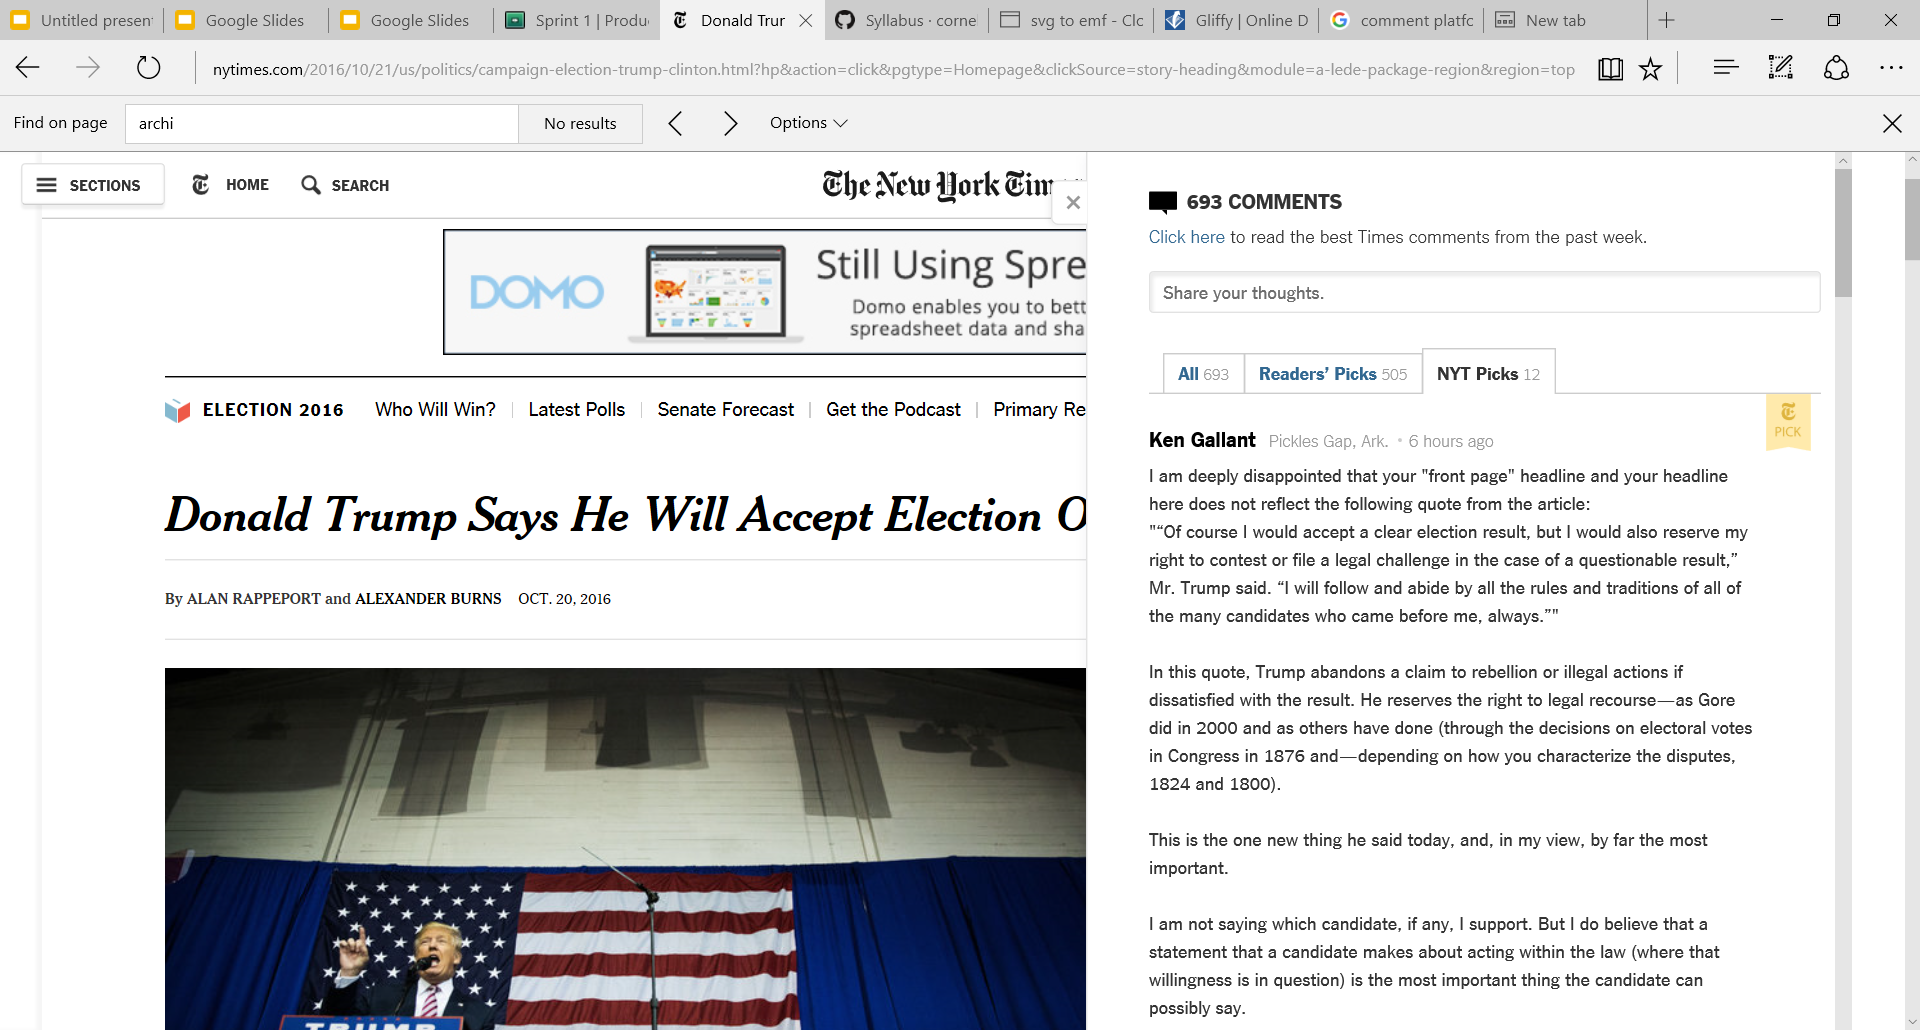 Untitled present
Google Slides
Google Slides
Sprint 1 | Produ
Donald Trur
Syllabus · corne
svg to emf - Clc
Gliffy | Online D
comment platfc
New tab
nytimes.com/2016/10/21/us/politics/campaign-election-trump-clinton.html?hp&action=click&pgtype=Homepage&clickSource=story-heading&module=a-lede-package-region&region=top
Find on page
archi
No results
Options
SECTIONS
HOME
SEARCH
The New York Tim
DOMO
Still Using Spre
Domo enables you to bett
spreadsheet data and sha
ELECTION 2016
Who Will Win?
Latest Polls
Senate Forecast
Get the Podcast
Primary Re
Donald Trump Says He Will Accept Election O
By ALAN RAPPEPORT and ALEXANDER BURNS OCT. 20, 2016
TRUMP
693 COMMENTS
Click here to read the best Times comments from the past week.
Share your thoughts.
All 693
Readers’ Picks 505
NYT Picks 12
PICK
Ken Gallant Pickles Gap, Ark. · 6 hours ago
I am deeply disappointed that your "front page" headline and your headline
here does not reflect the following quote from the article:
"“Of course I would accept a clear election result, but I would also reserve my
right to contest or file a legal challenge in the case of a questionable result,”
Mr. Trump said. “I will follow and abide by all the rules and traditions of all of
the many candidates who came before me, always.”"
In this quote, Trump abandons a claim to rebellion or illegal actions if
dissatisfied with the result. He reserves the right to legal recourse—as Gore
did in 2000 and as others have done (through the decisions on electoral votes
in Congress in 1876 and—depending on how you characterize the disputes,
1824 and 1800).
This is the one new thing he said today, and, in my view, by far the most
important.
I am not saying which candidate, if any, I support. But I do believe that a
statement that a candidate makes about acting within the law (where that
willingness is in question) is the most important thing the candidate can
possibly say.